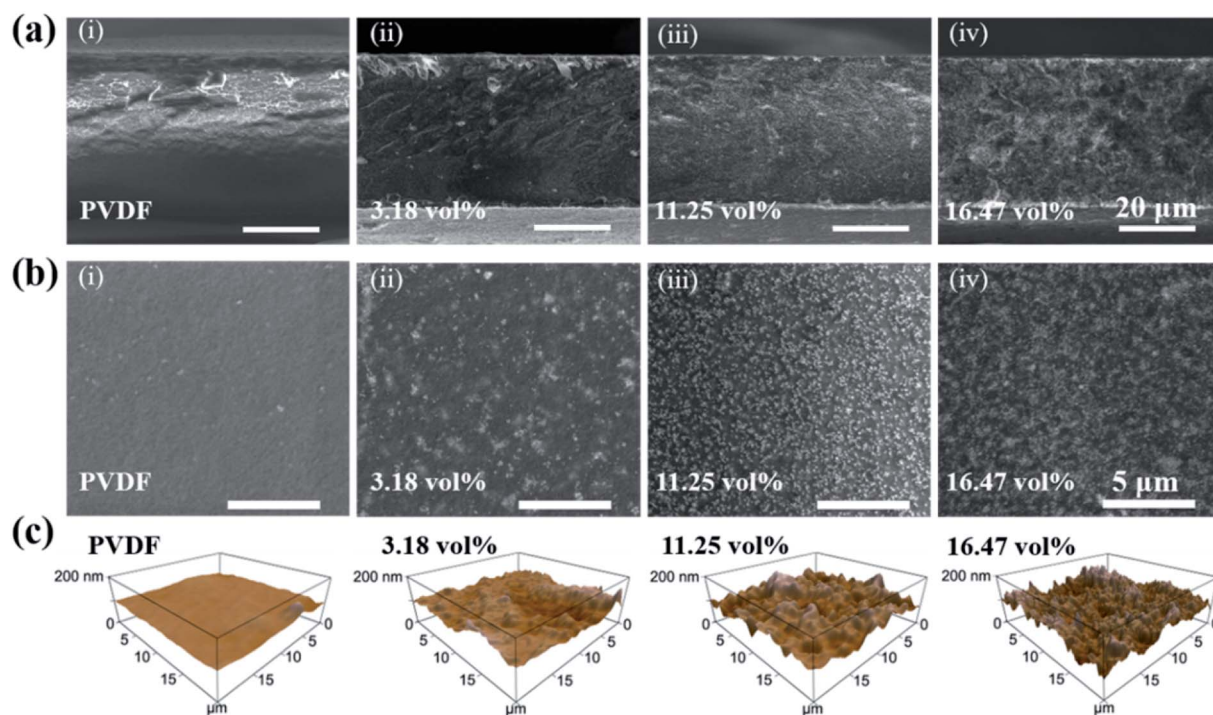 (a)
(i)
(ii)
(iii)
(iv)
PVDF
3.18 vol%
11.25 vol%
16.47 vol%
20 µm
(b)
(i)
(ii)
(iii)
(iv)
PVDF
3.18 vol%
11.25 vol%
16.47 vol%
5 µm
(c)
PVDF
3.18 vol%
11.25 vol%
16.47 vol%
200 nm
0
0
5
5
10
10
15
15
µm
200 nm
0
0
5
5
10
10
15
15
µm
200 nm
0
0
5
5
10
10
15
15
µm
200 nm
0
0
5
5
10
10
15
15
µm